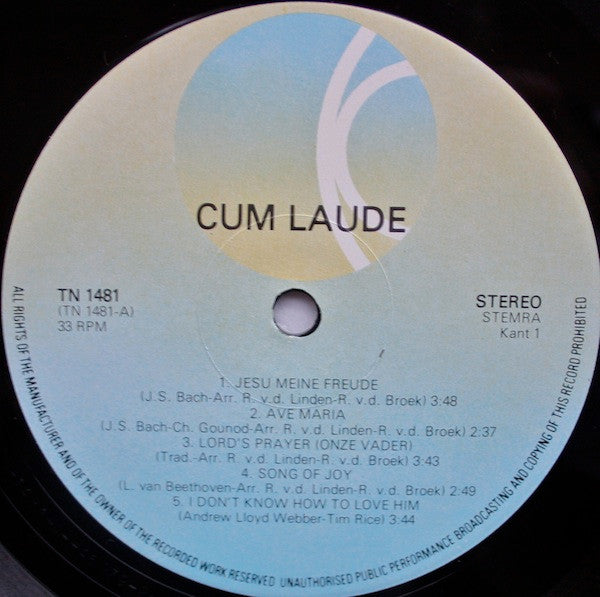 CUM LAUDE
TN 1481
(TN 1481-A)
33 RPM
STEREO
STEMRA
Kant 1
1. JESU MEINE FREUDE
(J.S. Bach-Arr. R. v.d. Linden-R. v.d. Broek) 3:48
2. AVE MARIA
(J.S. Bach-Ch. Gounod-Arr. R. v.d. Linden-R. v.d. Broek) 2:37
3. LORD'S PRAYER (ONZE VADER)
(Trad.-Arr. R. v.d. Linden-R. v.d. Broek) 3:43
4. SONG OF JOY
(L. van Beethoven-Arr. R. v.d. Linden-R. v.d. Broek) 2:49
5. I DON'T KNOW HOW TO LOVE HIM
(Andrew Lloyd Webber-Tim Rice) 3:44
ALL RIGHTS OF THE MANUFACTURER AND OF THE OWNER OF THE RECORDED WORK RESERVED UNAUTHORISED PUBLIC PERFORMANCE BROADCASTING AND COPYING OF THIS RECORD PROHIBITED